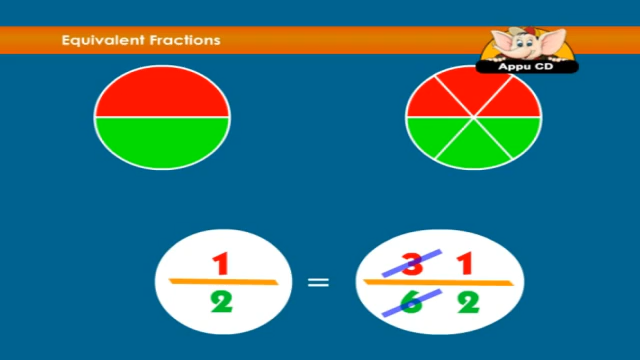 Equivalent Fractions
Appu CD
1
2
=
3 1
6 2